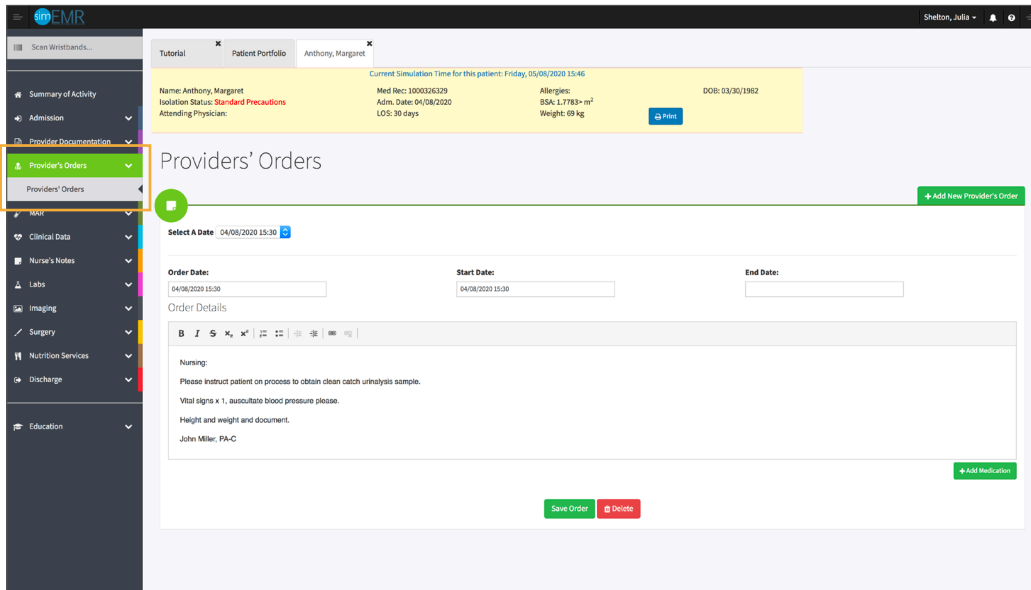 simEMR
Shelton, Julia
Scan Wristbands...
Tutorial
Patient Portfolio
Anthony, Margaret
Current Simulation Time for this patient: Friday, 05/08/2020 15:46
Name: Anthony, Margaret
Med Rec: 1000326329
Allergies:
DOB: 03/30/1982
Isolation Status: Standard Precautions
Adm. Date: 04/08/2020
BSA: 1.7783> m²
Attending Physician:
LOS: 30 days
Weight: 69 kg
Print
Summary of Activity
Admission
Provider Documentation
Provider's Orders
Providers' Orders
MAR
Clinical Data
Nurse's Notes
Labs
Imaging
Surgery
Nutrition Services
Discharge
Education
Providers' Orders
+ Add New Provider's Order
Select A Date 04/08/2020 15:30
Order Date:
Start Date:
End Date:
04/08/2020 15:30
04/08/2020 15:30
Order Details
B I S x₂ x²
Nursing:
Please instruct patient on process to obtain clean catch urinalysis sample.
Vital signs x 1, auscultate blood pressure please.
Height and weight and document.
John Miller, PA-C
+ Add Medication
Save Order
Delete